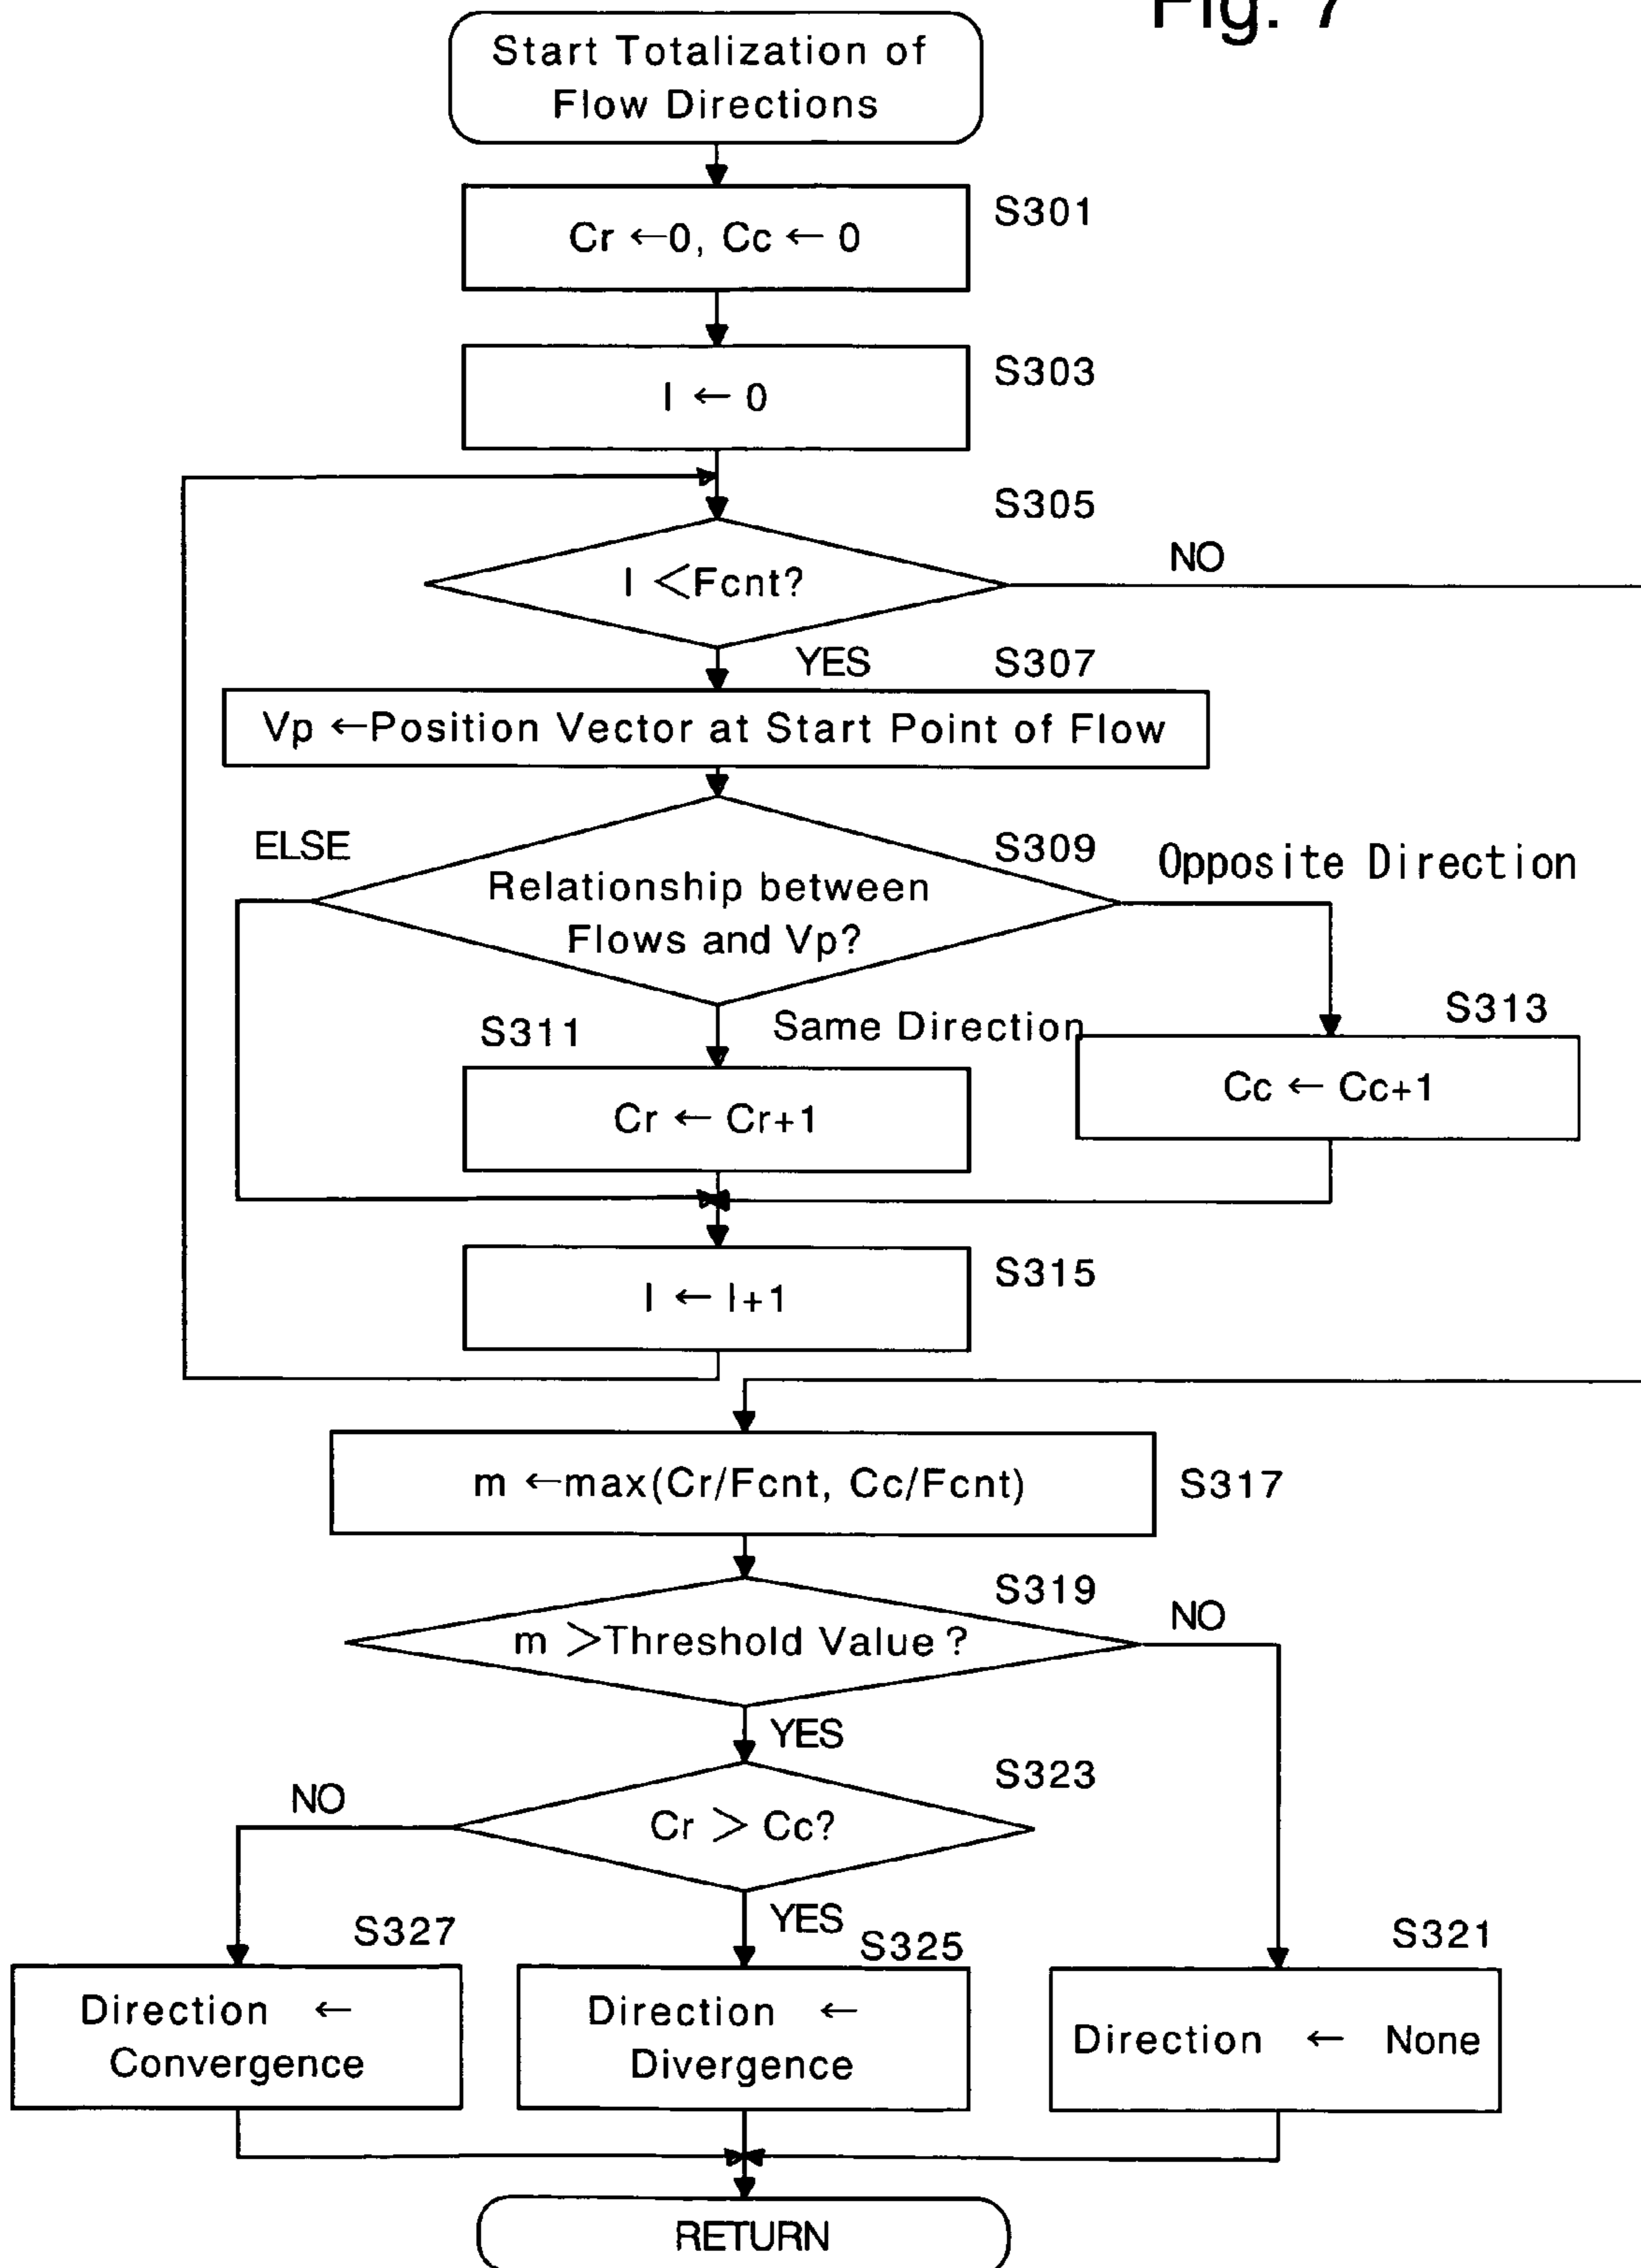 Fig. 7
Start Totalization of
Flow Directions
S301
Cr ←0, Cc ← 0
S303
I ← 0
S305
I <Fcnt?
NO
YES
S307
Vp ←Position Vector at Start Point of Flow
ELSE
S309
Opposite Direction
Relationship between
Flows and Vp?
S311
Same Direction
S313
Cr ← Cr+1
Cc ← Cc+1
S315
I ← I+1
m ←max(Cr/Fcnt, Cc/Fcnt)
S317
S319
m >Threshold Value ?
NO
YES
S323
NO
Cr > Cc?
YES
S327
S325
S321
Direction ←
Convergence
Direction ←
Divergence
Direction ← None
RETURN